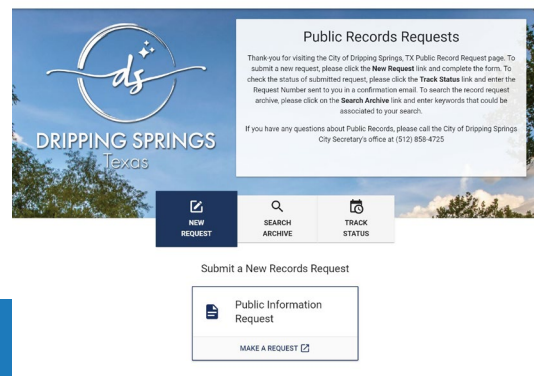 ds
DRIPPING SPRINGS
Texas
Public Records Requests
Thank you for visiting the City of Dripping Springs, TX Public Record Request page. To
submit a new request, please click the New Request link and complete the form. To
check the status of submitted request, please click the Track Status link and enter the
Request Number sent to you in a confirmation email. To search the record request
archive, please click on the Search Archive link and enter keywords that could be
associated to your search.
If you have any questions about Public Records, please call the City of Dripping Springs
City Secretary's office at (512) 858-4725
NEW
REQUEST
SEARCH
ARCHIVE
TRACK
STATUS
Submit a New Records Request
Public Information
Request
MAKE A REQUEST